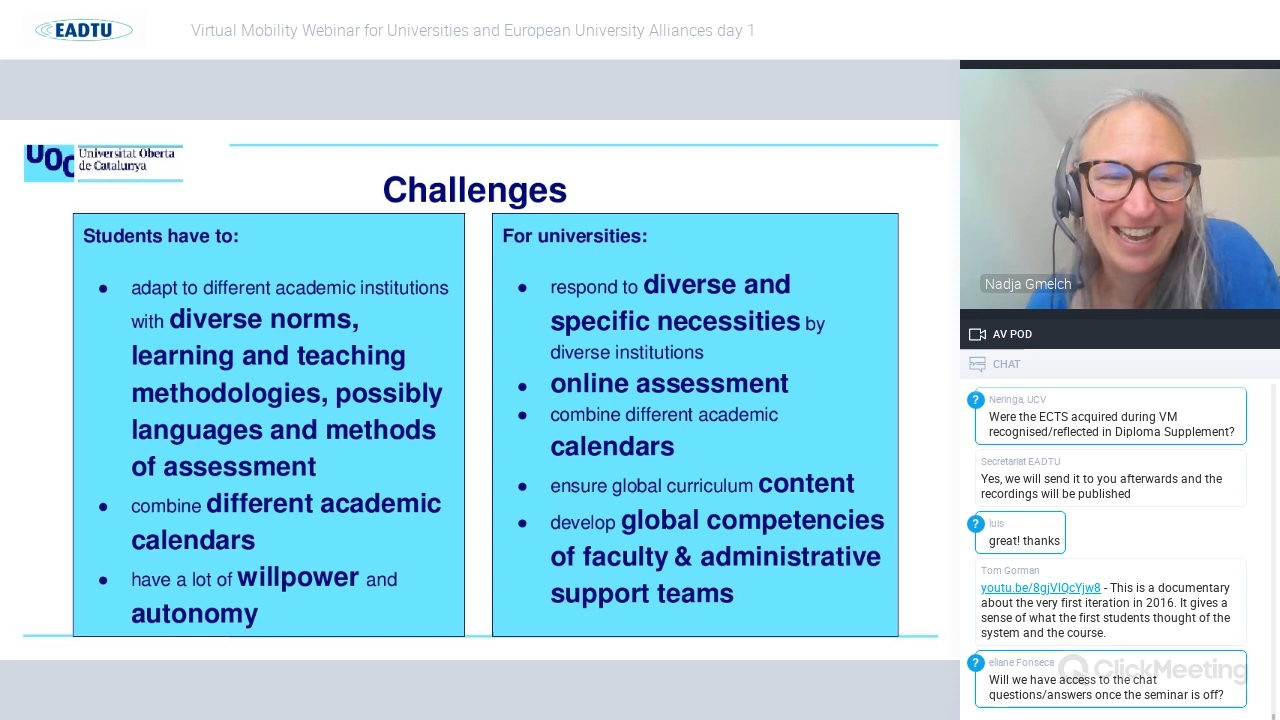 EADTU
Virtual Mobility Webinar for Universities and European University Alliances day 1
UOC
Universitat Oberta
de Catalunya
Challenges
Students have to:
● adapt to different academic institutions
with diverse norms,
learning and teaching
methodologies, possibly
languages and methods
of assessment
● combine different academic
calendars
● have a lot of willpower and
autonomy
For universities:
● respond to diverse and
specific necessities by
diverse institutions
● online assessment
● combine different academic
calendars
● ensure global curriculum content
● develop global competencies
of faculty & administrative
support teams
Nadja Gmelch
AV POD
CHAT
?
Neringa, UCV
Were the ECTS acquired during VM
recognised/reflected in Diploma Supplement?
Secretariat EADTU
Yes, we will send it to you afterwards and the
recordings will be published
?
luis
great! thanks
Tom Gorman
youtu.be/8gjVlQcYjw8 - This is a documentary
about the very first iteration in 2016. It gives a
sense of what the first students thought of the
system and the course.
?
eliane Fonseca
Will we have access to the chat
questions/answers once the seminar is off?
ClickMeeting